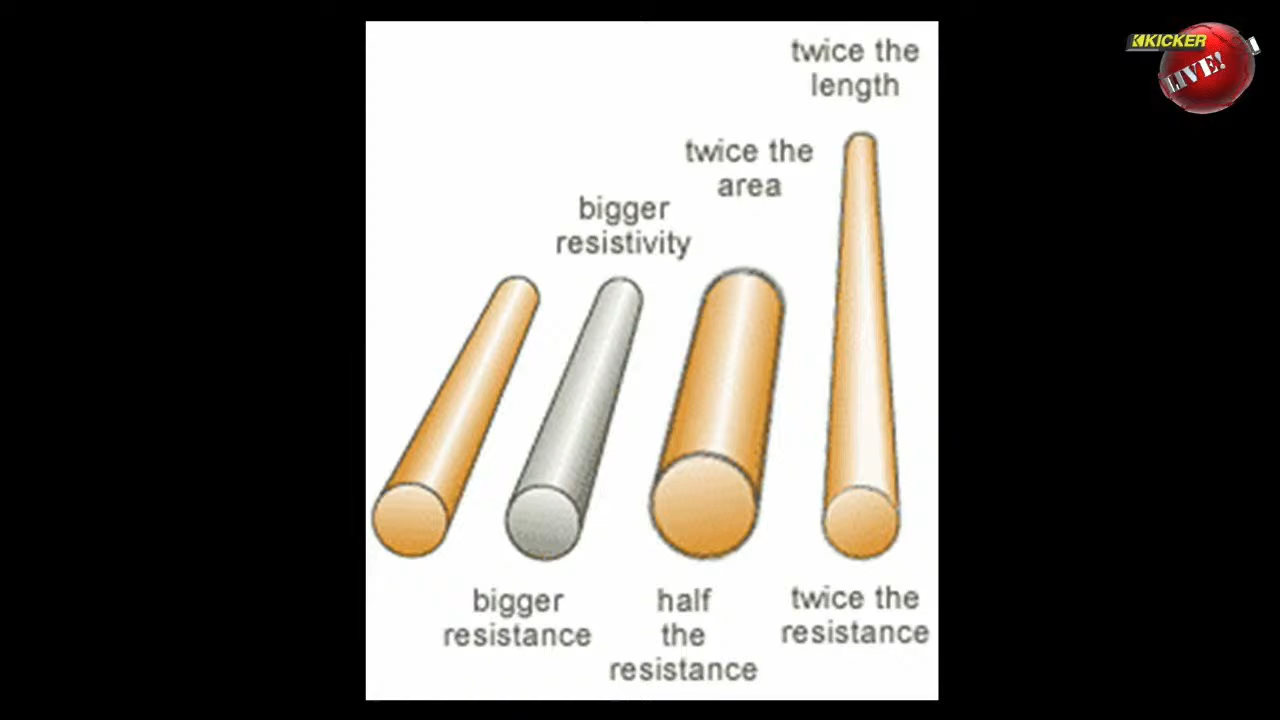 KICKER
LIVE!
twice the
length
twice the
area
bigger
resistivity
bigger
resistance
half
the
resistance
twice the
resistance